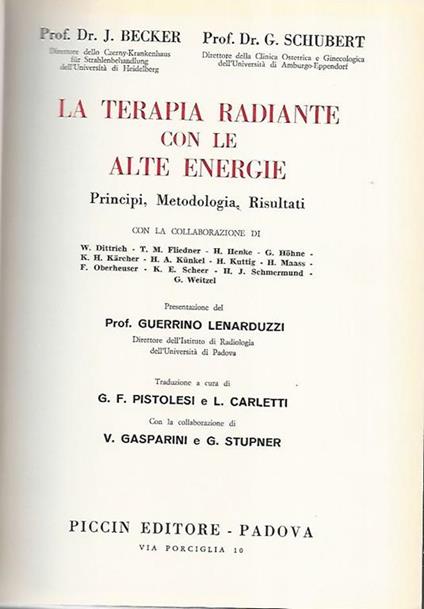 Prof. Dr. J. BECKER
Direttore dello Czerny-Krankenhaus
für Strahlenbehandlung
dell'Università di Heidelberg
Prof. Dr. G. SCHUBERT
Direttore della Clinica Ostetrica e Ginecologica
dell'Università di Amburgo-Eppendorf
LA TERAPIA RADIANTE
CON LE
ALTE ENERGIE
Principi, Metodologia, Risultati
CON LA COLLABORAZIONE DI
W. Dittrich - T. M. Fliedner - H. Henke - G. Höhne -
K. H. Kärcher - H. A. Künkel - H. Kuttig - H. Maass -
F. Oberheuser - K. E. Scheer - H. J. Schmermund -
G. Weitzel
Presentazione del
Prof. GUERRINO LENARDUZZI
Direttore dell'Istituto di Radiologia
dell'Università di Padova
Traduzione a cura di
G. F. PISTOLESI e L. CARLETTI
Con la collaborazione di
V. GASPARINI e G. STUPNER
PICCIN EDITORE - PADOVA
VIA PORCIGLIA 10